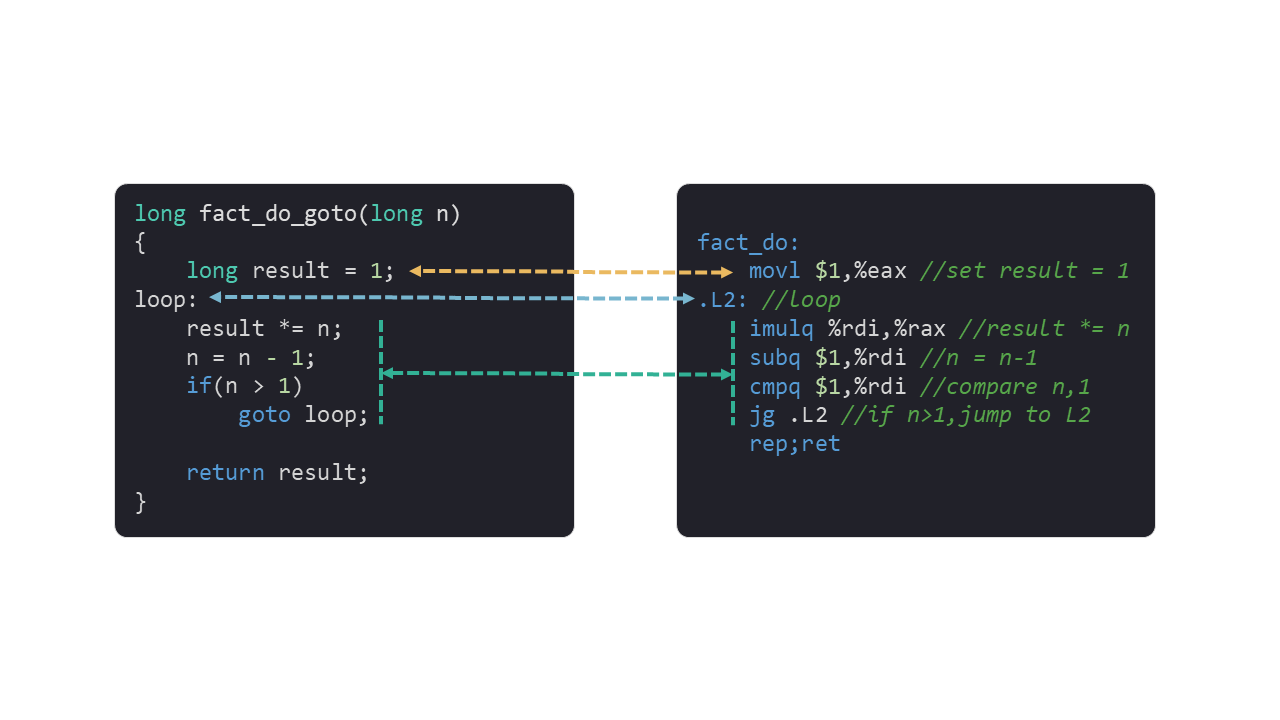 long fact_do_goto(long n)
{
    long result = 1;
loop:
    result *= n;
    n = n - 1;
    if(n > 1)
        goto loop;
    return result;
}
fact_do:
    movl $1,%eax //set result = 1
.L2: //loop
    imulq %rdi,%rax //result *= n
    subq $1,%rdi //n = n-1
    cmpq $1,%rdi //compare n,1
    jg .L2 //if n>1,jump to L2
    rep;ret